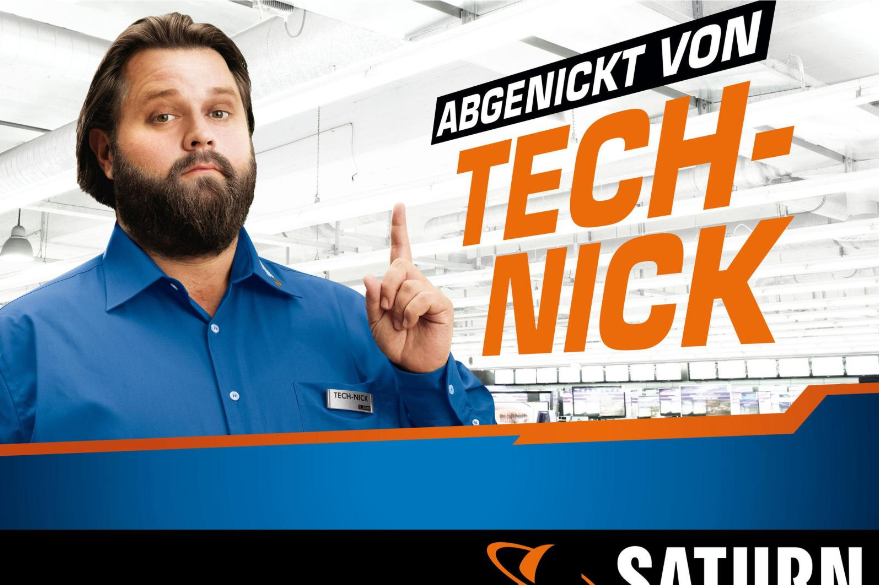 ABGENICKT VON
TECH-
NICK
TECH-NICK
SATURN